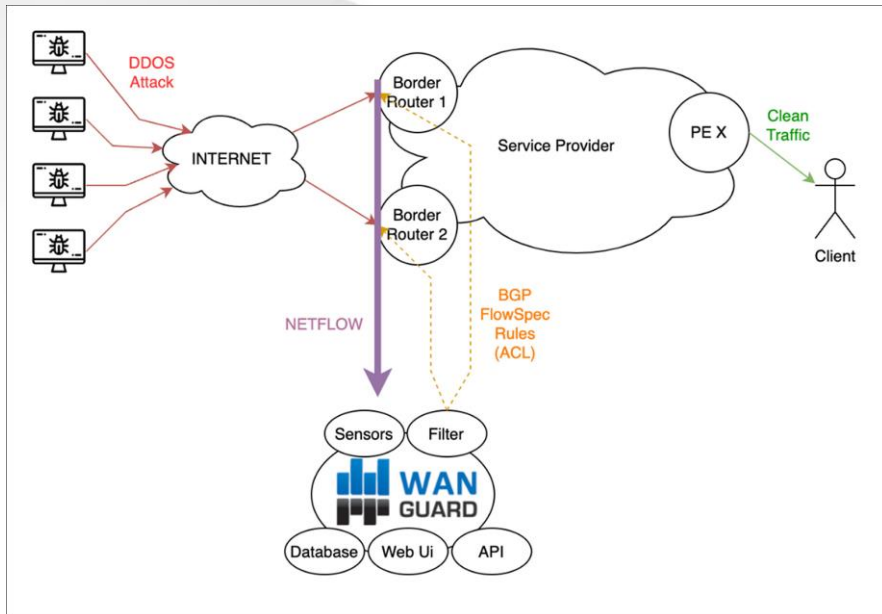 DDOS
Attack
INTERNET
Border
Router 1
Border
Router 2
Service Provider
PE X
Clean
Traffic
Client
NETFLOW
BGP
FlowSpec
Rules
(ACL)
Sensors
Filter
WAN
GUARD
Database
Web Ui
API